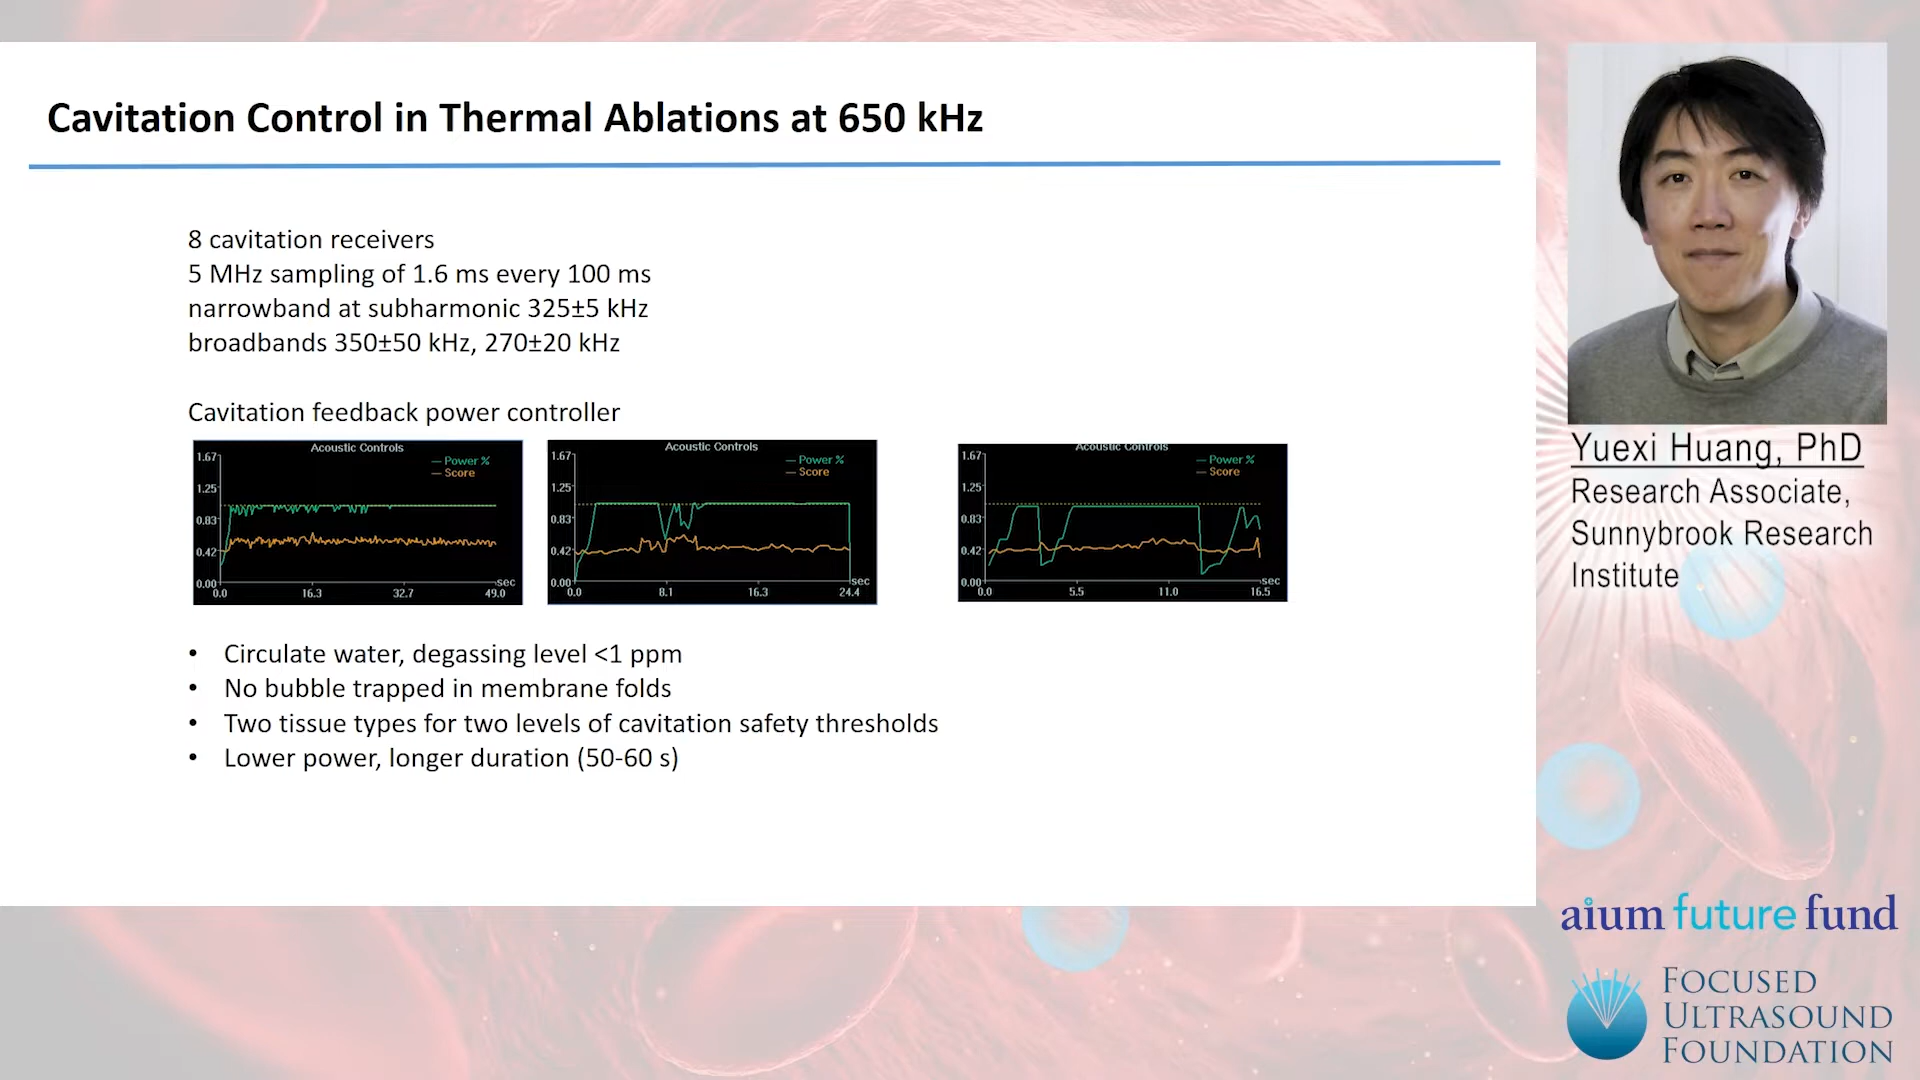 Cavitation Control in Thermal Ablations at 650 kHz
8 cavitation receivers
5 MHz sampling of 1.6 ms every 100 ms
narrowband at subharmonic 325±5 kHz
broadbands 350±50 kHz, 270±20 kHz
Cavitation feedback power controller
Acoustic Controls
1.67
Power %
Score
1.25
0.83
0.42
0.00
sec
0.0 16.3 32.7 49.0
Acoustic Controls
1.67
Power %
Score
1.25
0.83
0.42
0.00
sec
0.0 8.1 16.3 24.4
Acoustic Controls
1.67
Power %
Score
1.25
0.83
0.42
0.00
sec
0.0 5.5 11.0 16.5
• Circulate water, degassing level <1 ppm
• No bubble trapped in membrane folds
• Two tissue types for two levels of cavitation safety thresholds
• Lower power, longer duration (50-60 s)
Yuexi Huang, PhD
Research Associate,
Sunnybrook Research
Institute
aium future fund
FOCUSED
ULTRASOUND
FOUNDATION